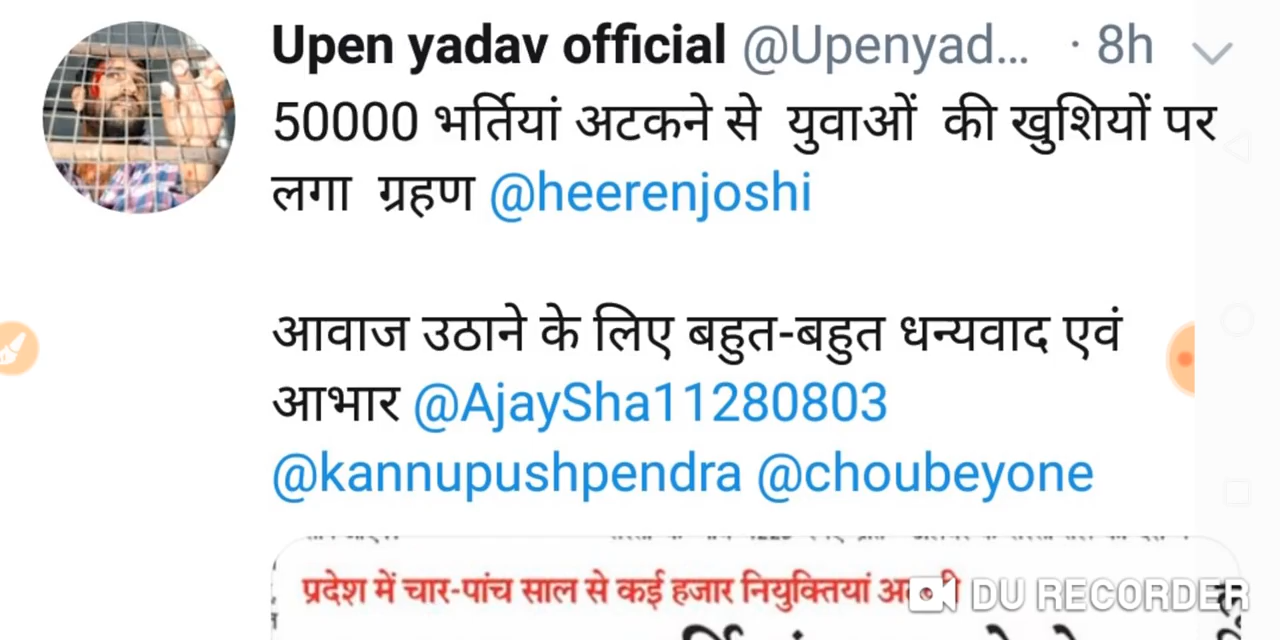 Upen yadav official @Upenyad... · 8h
50000 भर्तियां अटकने से युवाओं की खुशियों पर
लगा ग्रहण @heerenjoshi
आवाज उठाने के लिए बहुत-बहुत धन्यवाद एवं
आभार @AjaySha11280803
@kannupushpendra @choubeyone
प्रदेश में चार-पांच साल से कई हजार नियुक्तियां
DU RECORDER